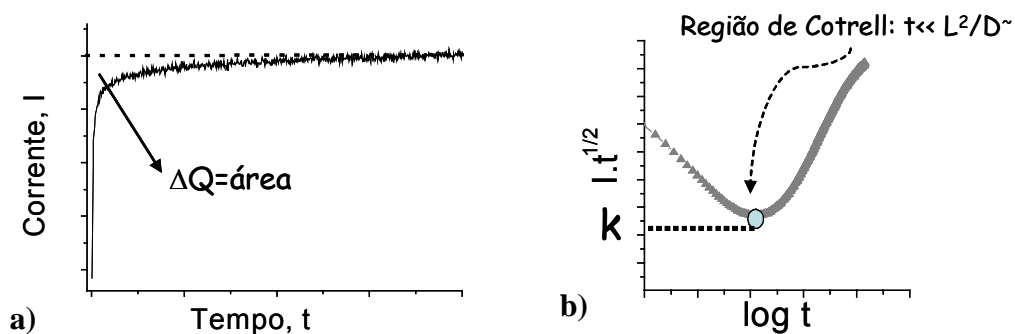 Corrente, I
ΔQ=área
Tempo, t
a)
Região de Cotrell: t<< L²/D~
I.t^1/2
k
log t
b)